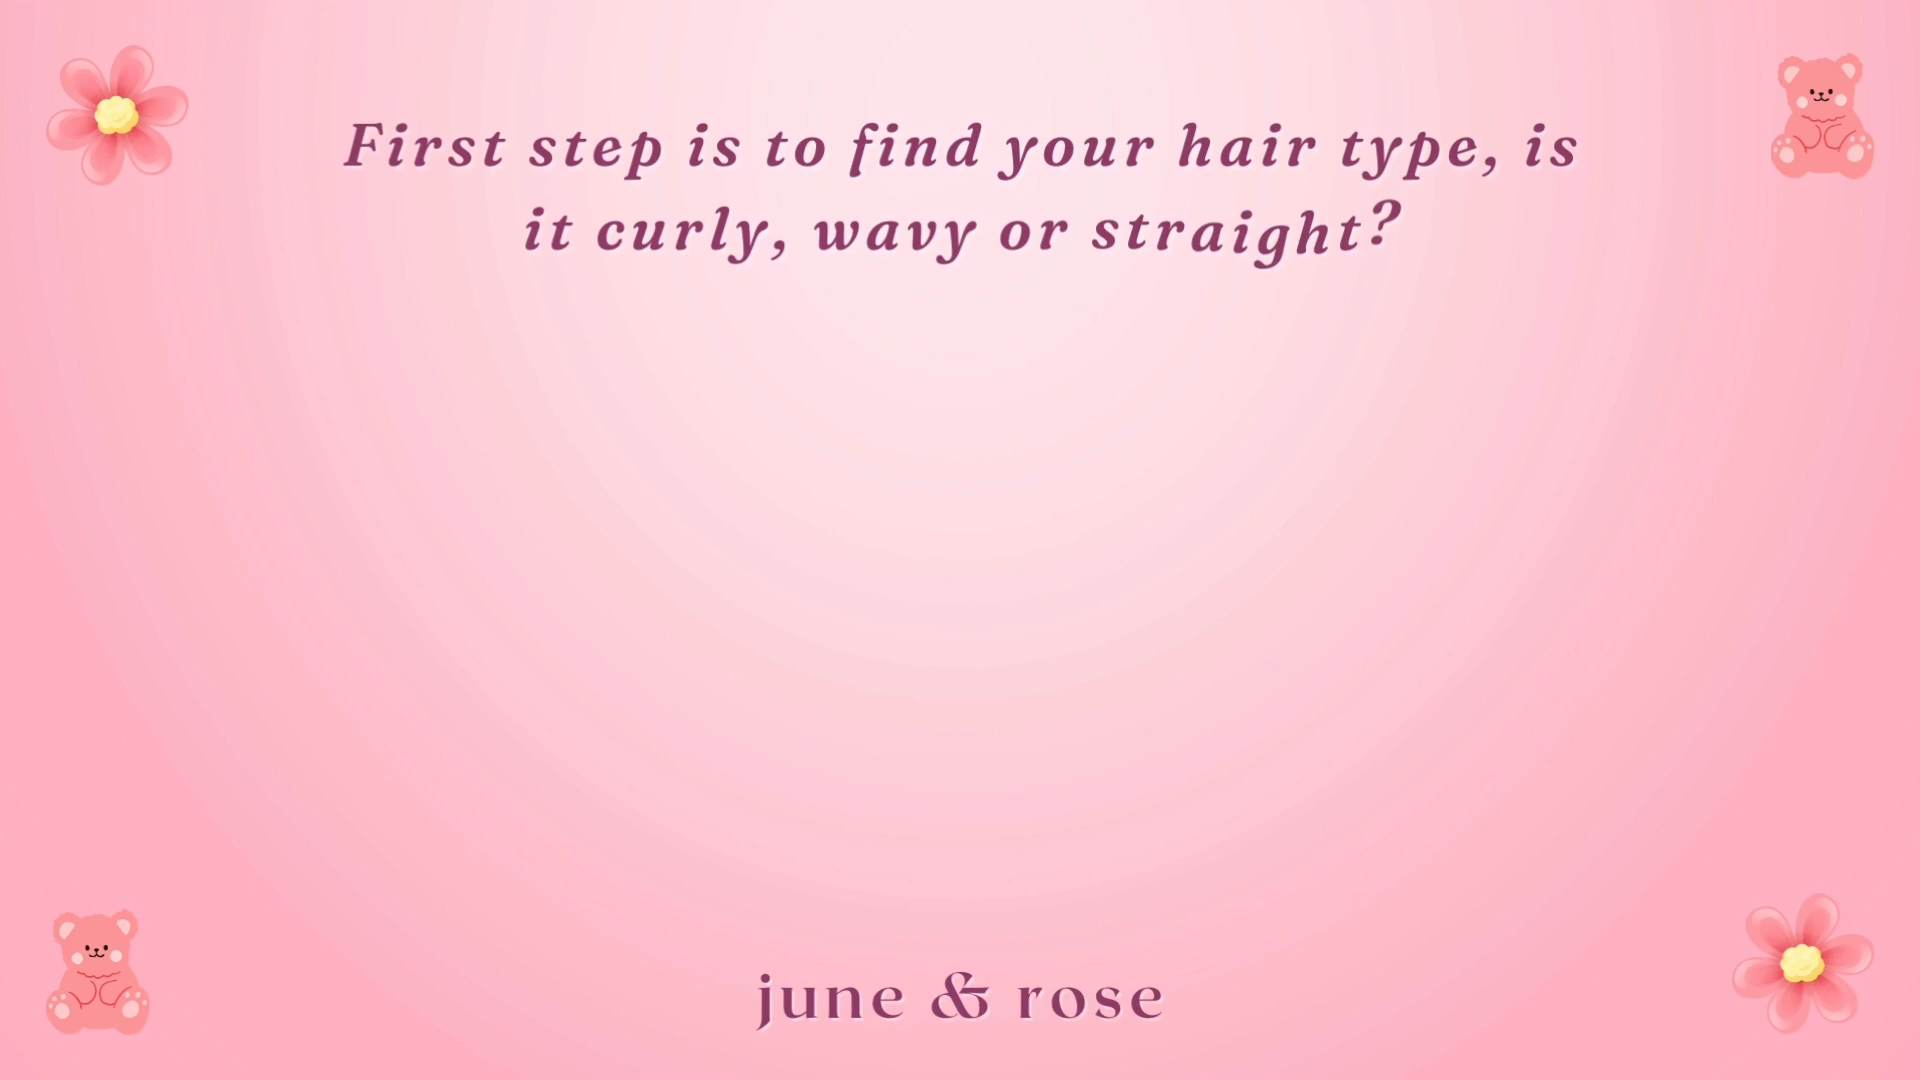 First step is to find your hair type, is
it curly, wavy or straight?
june & rose